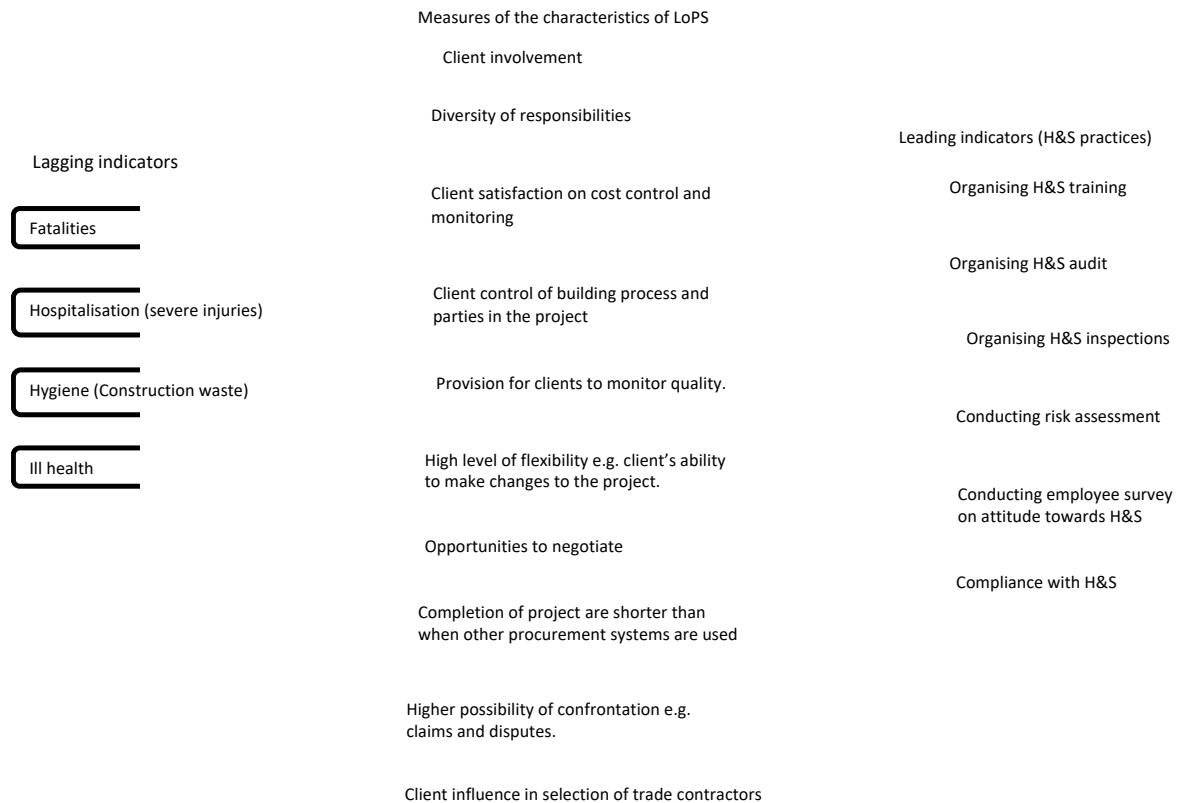 Measures of the characteristics of LoPS
Client involvement
Diversity of responsibilities
Client satisfaction on cost control and
monitoring
Client control of building process and
parties in the project
Provision for clients to monitor quality.
High level of flexibility e.g. client’s ability
to make changes to the project.
Opportunities to negotiate
Completion of project are shorter than
when other procurement systems are used
Higher possibility of confrontation e.g.
claims and disputes.
Client influence in selection of trade contractors
Lagging indicators
Fatalities
Hospitalisation (severe injuries)
Hygiene (Construction waste)
Ill health
Leading indicators (H&S practices)
Organising H&S training
Organising H&S audit
Organising H&S inspections
Conducting risk assessment
Conducting employee survey
on attitude towards H&S
Compliance with H&S